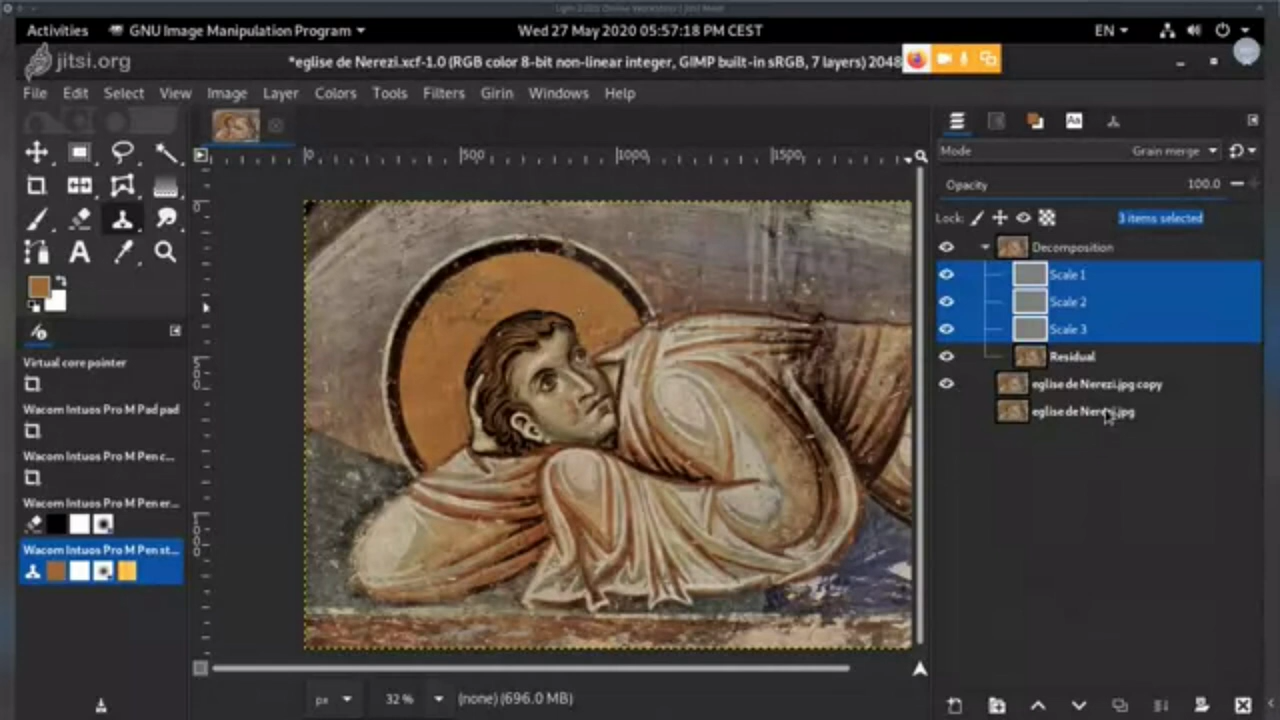 Activities GNU Image Manipulation Program Wed 27 May 2020 05:57:18 PM CEST EN
jitsi.org
*eglise de Nerezi.xcf-1.0 (RGB color 8-bit non-linear integer, GIMP built-in sRGB, 7 layers) 2048
File Edit Select View Image Layer Colors Tools Filters Girin Windows Help
0 500 1000 1500
Mode Grain merge
Opacity 100.0
Lock: 3 items selected
Decomposition
Scale 1
Scale 2
Scale 3
Residual
eglise de Nerezi.jpg copy
eglise de Nerezi.jpg
0
500
1000
Virtual core pointer
Wacom Intuos Pro M Pad pad
Wacom Intuos Pro M Pen c...
Wacom Intuos Pro M Pen er...
Wacom Intuos Pro M Pen st...
px 32 % (none) (696.0 MB)